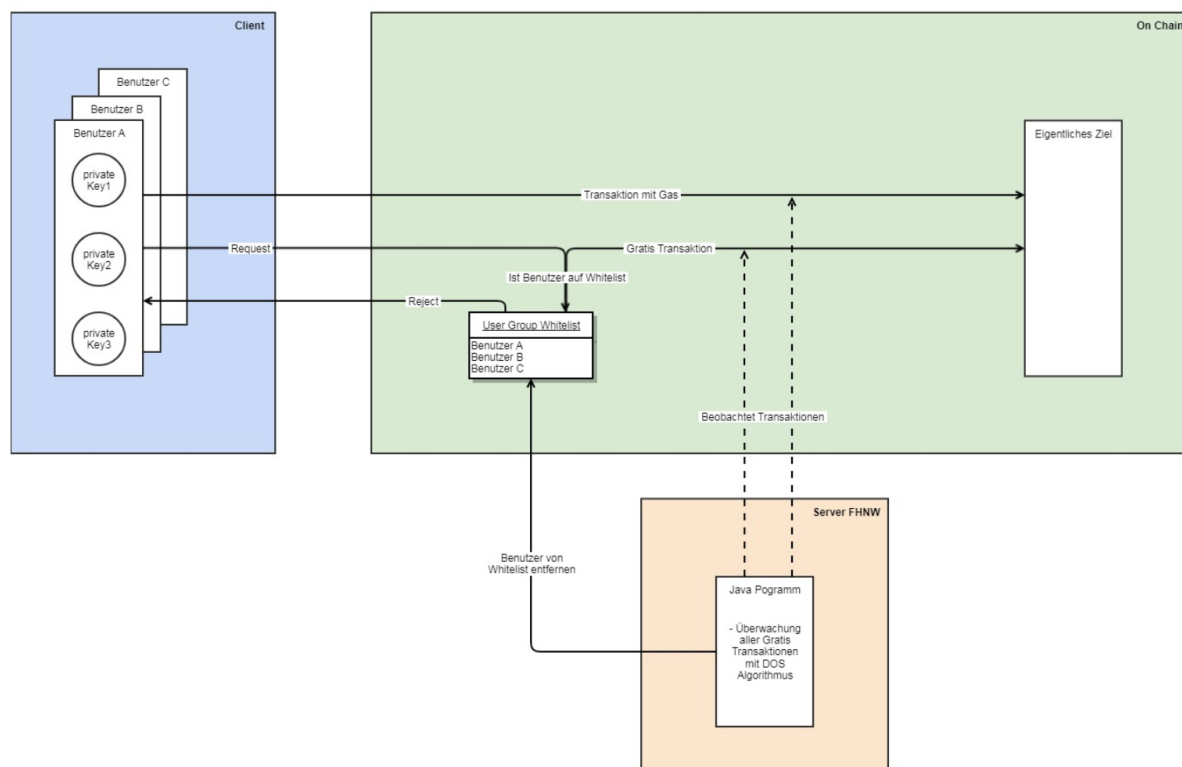 Client
Benutzer C
Benutzer B
Benutzer A
private
Key1
private
Key2
private
Key3
On Chain
Eigentliches Ziel
Transaktion mit Gas
Request
Gratis Transaktion
Ist Benutzer auf Whitelist
Reject
User Group Whitelist
Benutzer A
Benutzer B
Benutzer C
Beobachtet Transaktionen
Benutzer von
Whitelist entfernen
Server FHNW
Java Pogramm
- Überwachung
aller Gratis
Transaktionen
mit DOS
Algorithmus